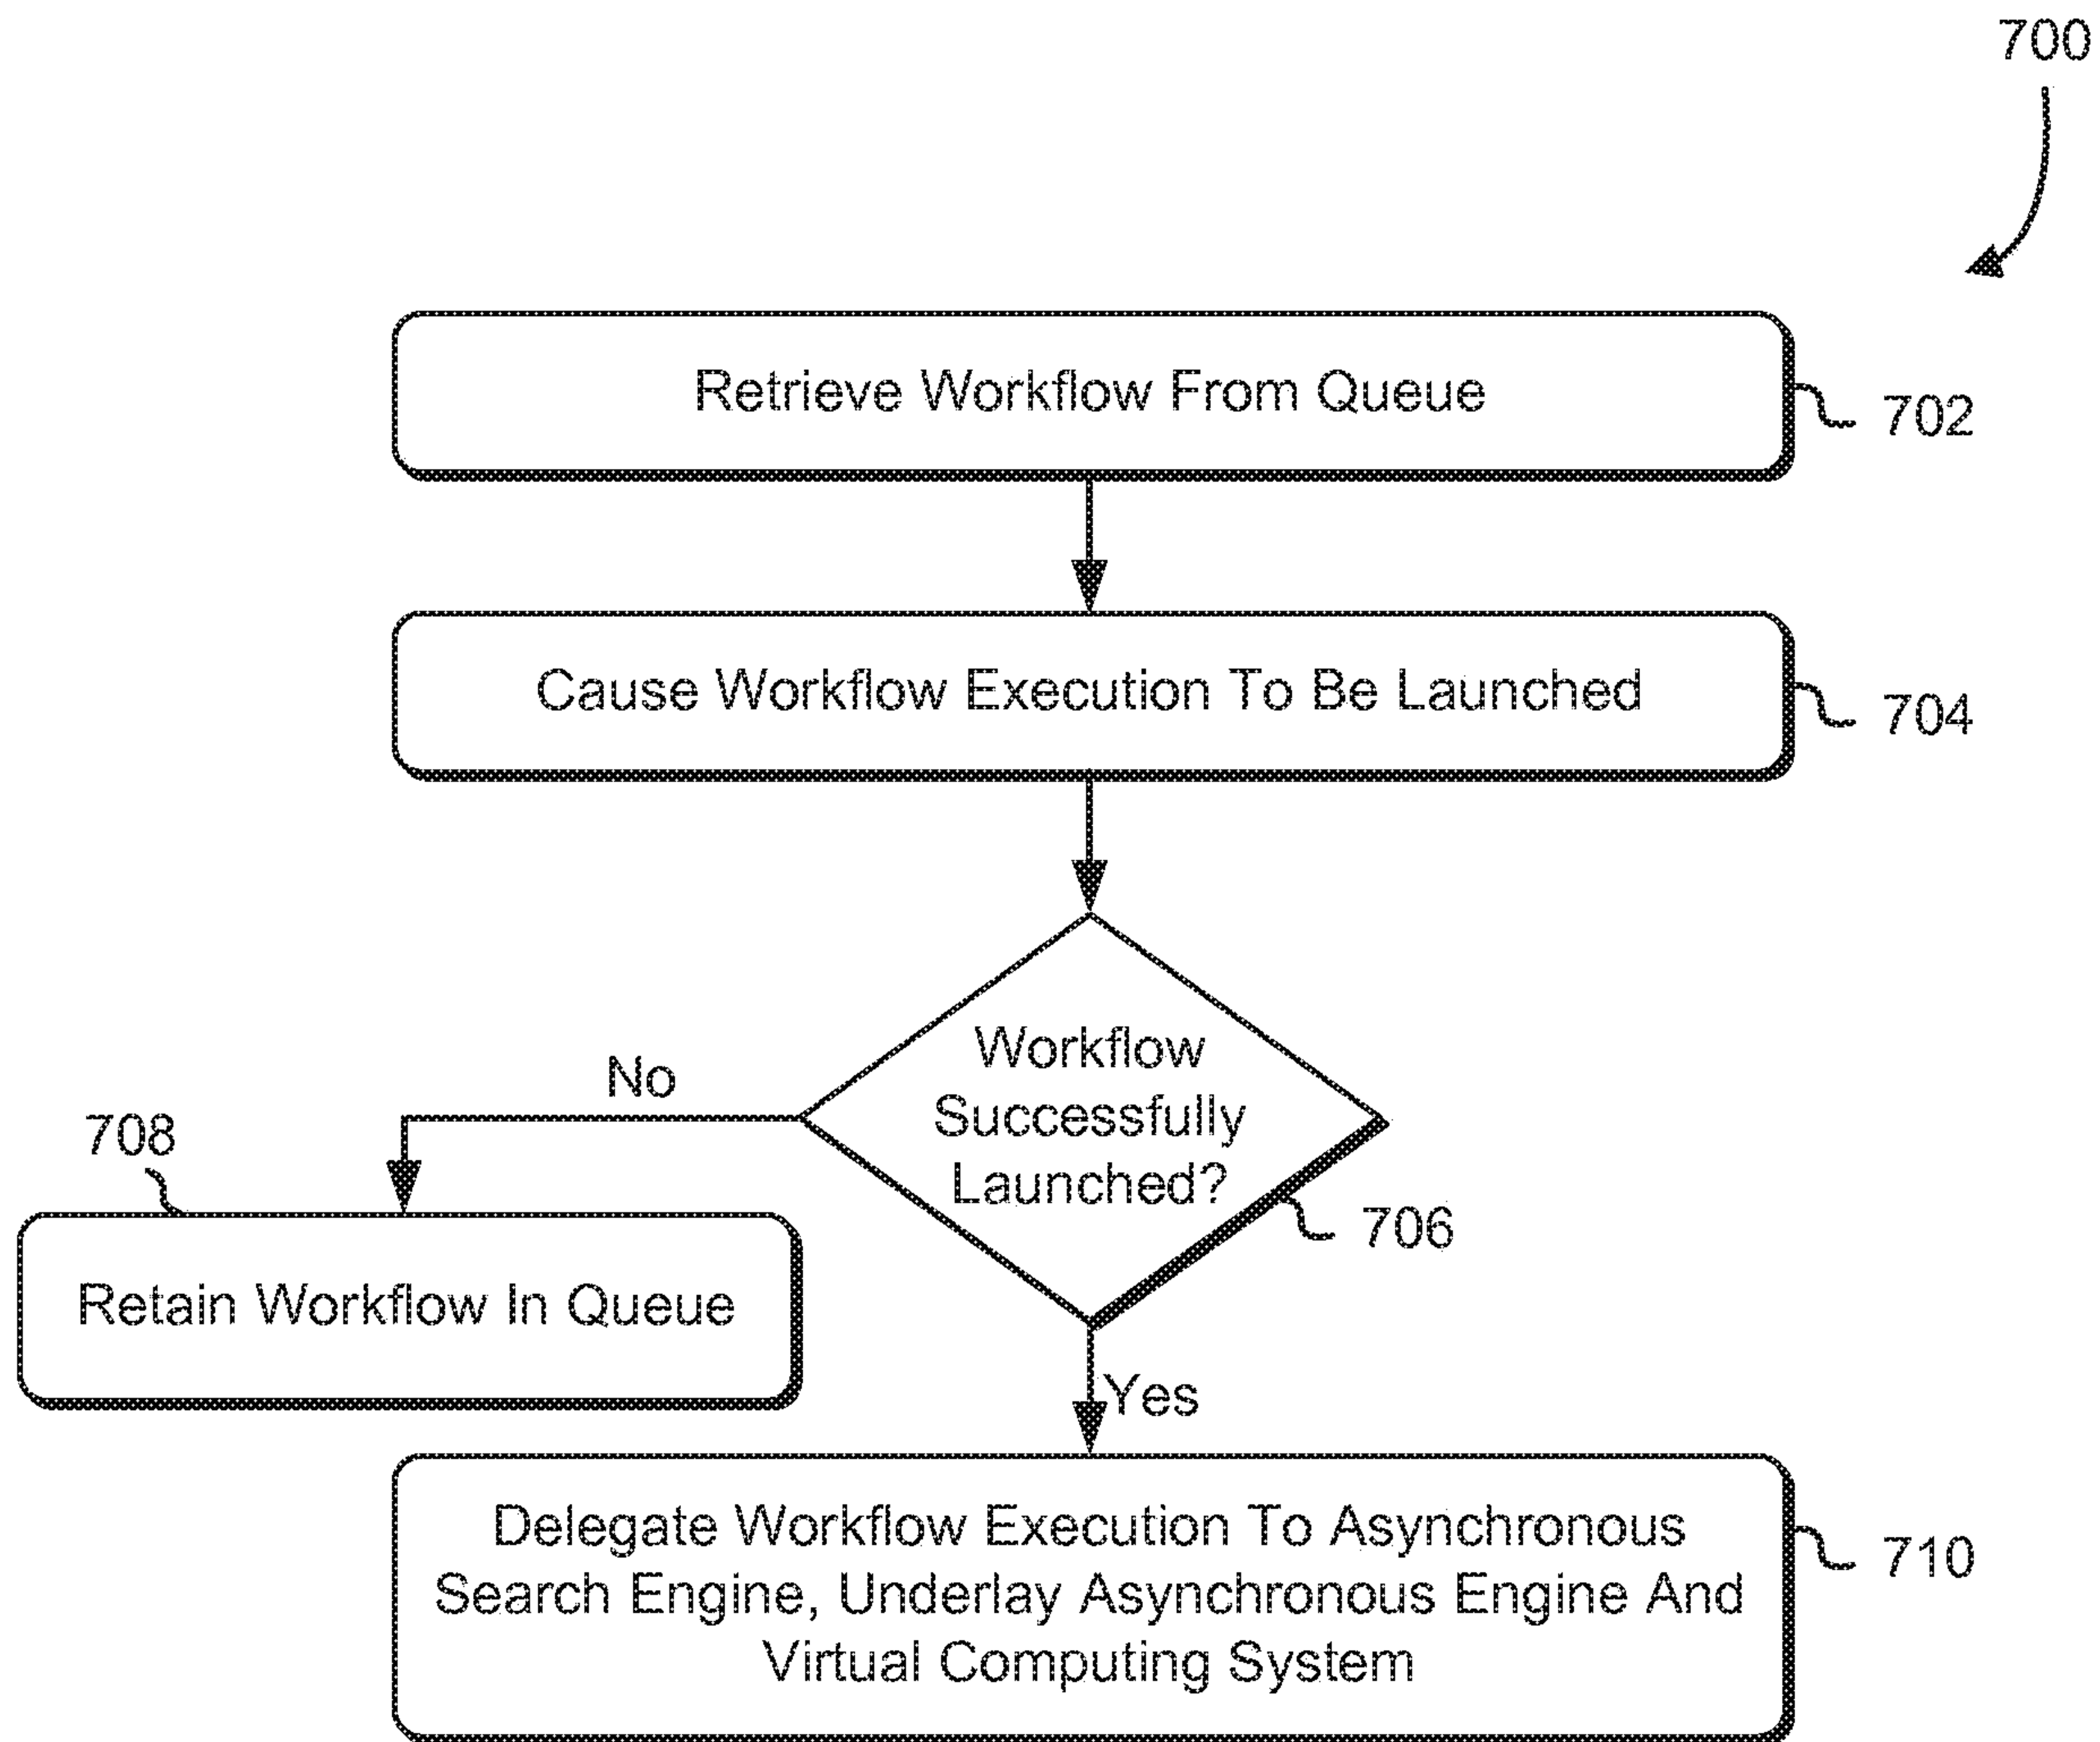 700
Retrieve Workflow From Queue
702
Cause Workflow Execution To Be Launched
704
Workflow
Successfully
Launched?
706
No
708
Retain Workflow In Queue
Yes
Delegate Workflow Execution To Asynchronous
Search Engine, Underlay Asynchronous Engine And
Virtual Computing System
710